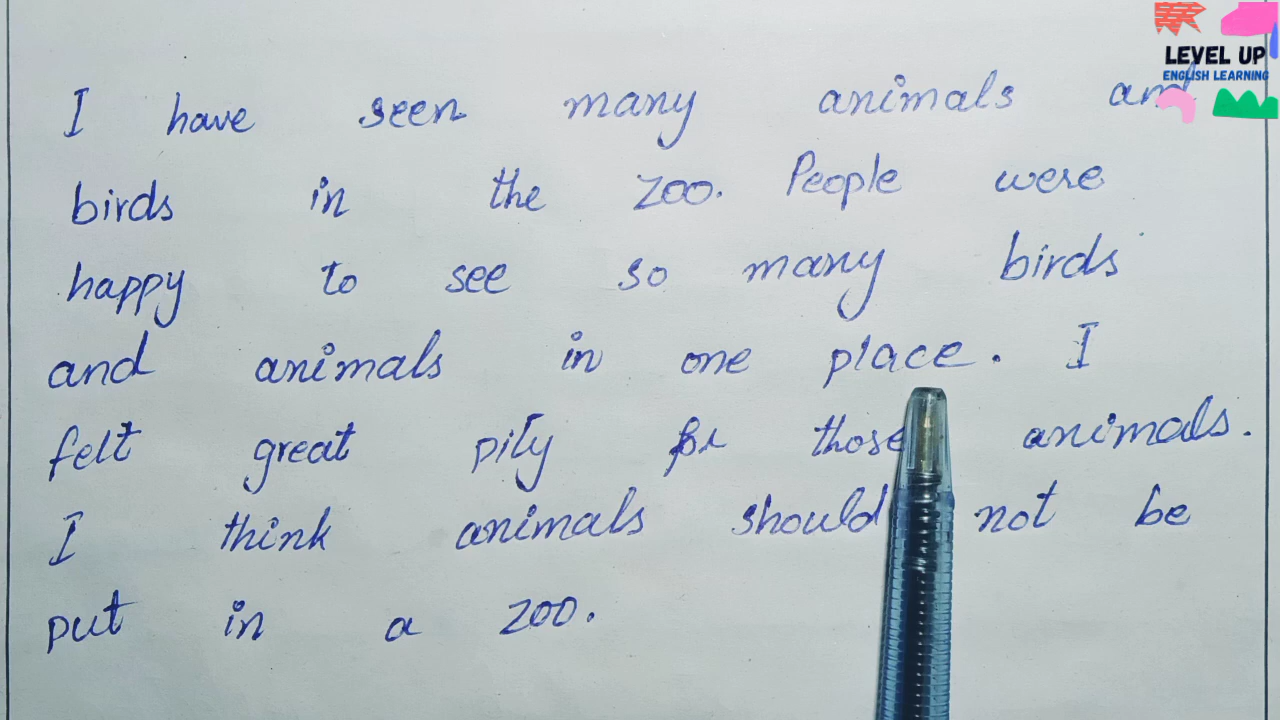 LEVEL UP
ENGLISH LEARNING
I have seen many animals and
birds in the zoo. People were
happy to see so many birds
and animals in one place. I
felt great pity for those animals.
I think animals should not be
put in a zoo.